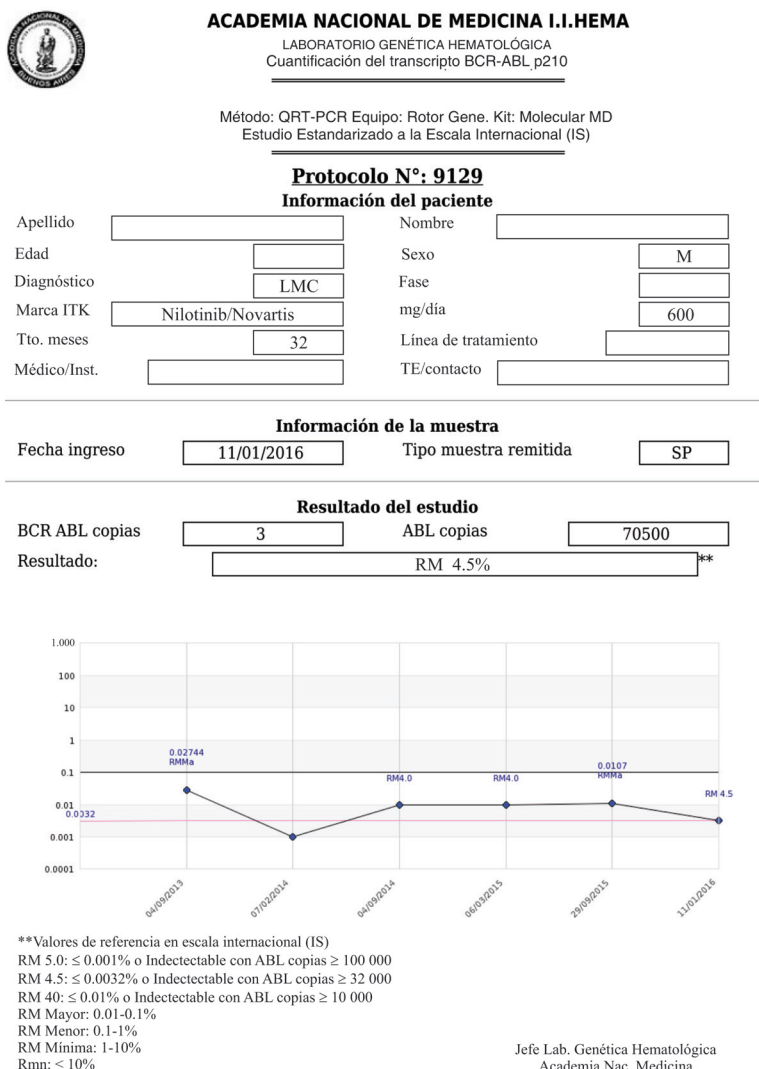 ACADEMIA NACIONAL DE MEDICINA
BUENOS AIRES
ACADEMIA NACIONAL DE MEDICINA I.I.HEMA
LABORATORIO GENÉTICA HEMATOLÓGICA
Cuantificación del transcripto BCR-ABL p210
Método: QRT-PCR Equipo: Rotor Gene. Kit: Molecular MD
Estudio Estandarizado a la Escala Internacional (IS)
Protocolo N°: 9129
Información del paciente
Apellido Nombre
Edad Sexo M
Diagnóstico LMC Fase
Marca ITK Nilotinib/Novartis mg/día 600
Tto. meses 32 Línea de tratamiento
Médico/Inst. TE/contacto
Información de la muestra
Fecha ingreso 11/01/2016 Tipo muestra remitida SP
Resultado del estudio
BCR ABL copias 3 ABL copias 70500
Resultado: RM 4.5% **
1.000
100
10
1
0.02744
RMMa
0.1
RM4.0 RM4.0 0.0107
RMMa
RM 4.5
0.01
0.0032
0.001
0.0001
04/09/2013 07/02/2014 04/09/2014 06/03/2015 29/09/2015 11/01/2016
**Valores de referencia en escala internacional (IS)
RM 5.0: ≤ 0.001% o Indectectable con ABL copias ≥ 100 000
RM 4.5: ≤ 0.0032% o Indectectable con ABL copias ≥ 32 000
RM 40: ≤ 0.01% o Indectectable con ABL copias ≥ 10 000
RM Mayor: 0.01-0.1%
RM Menor: 0.1-1%
RM Mínima: 1-10%
Rmn: < 10%
Jefe Lab. Genética Hematológica
Academia Nac. Medicina